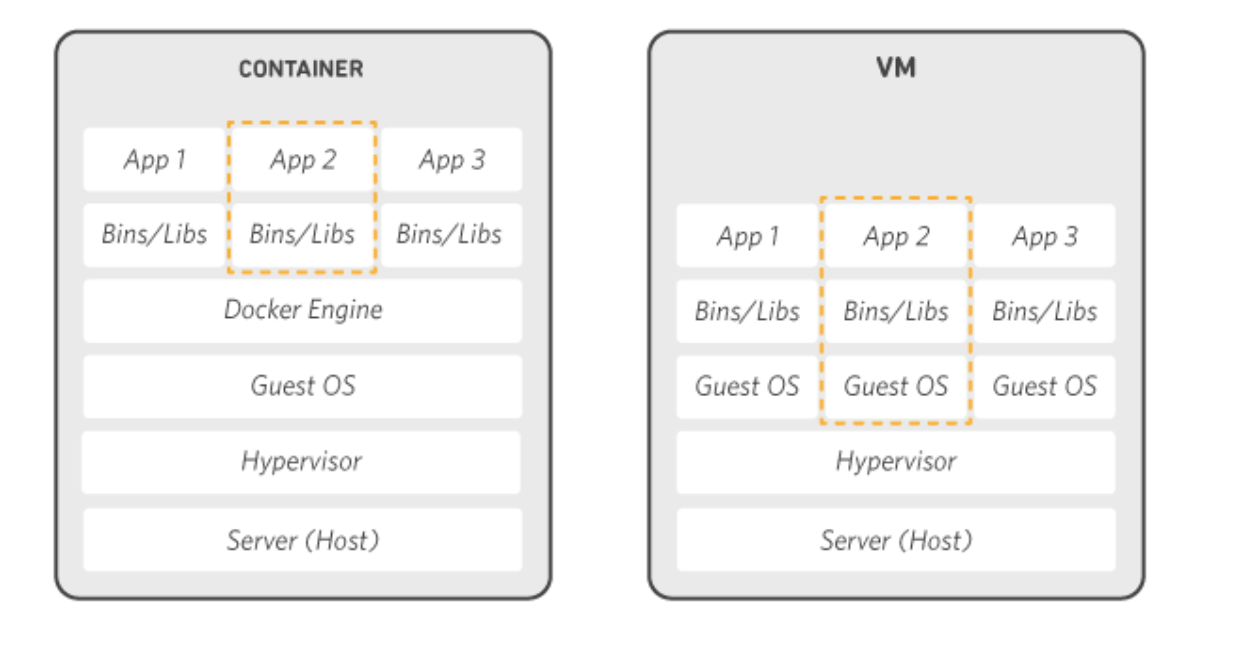 CONTAINER
App 1 App 2 App 3
Bins/Libs Bins/Libs Bins/Libs
Docker Engine
Guest OS
Hypervisor
Server (Host)
VM
App 1 App 2 App 3
Bins/Libs Bins/Libs Bins/Libs
Guest OS Guest OS Guest OS
Hypervisor
Server (Host)